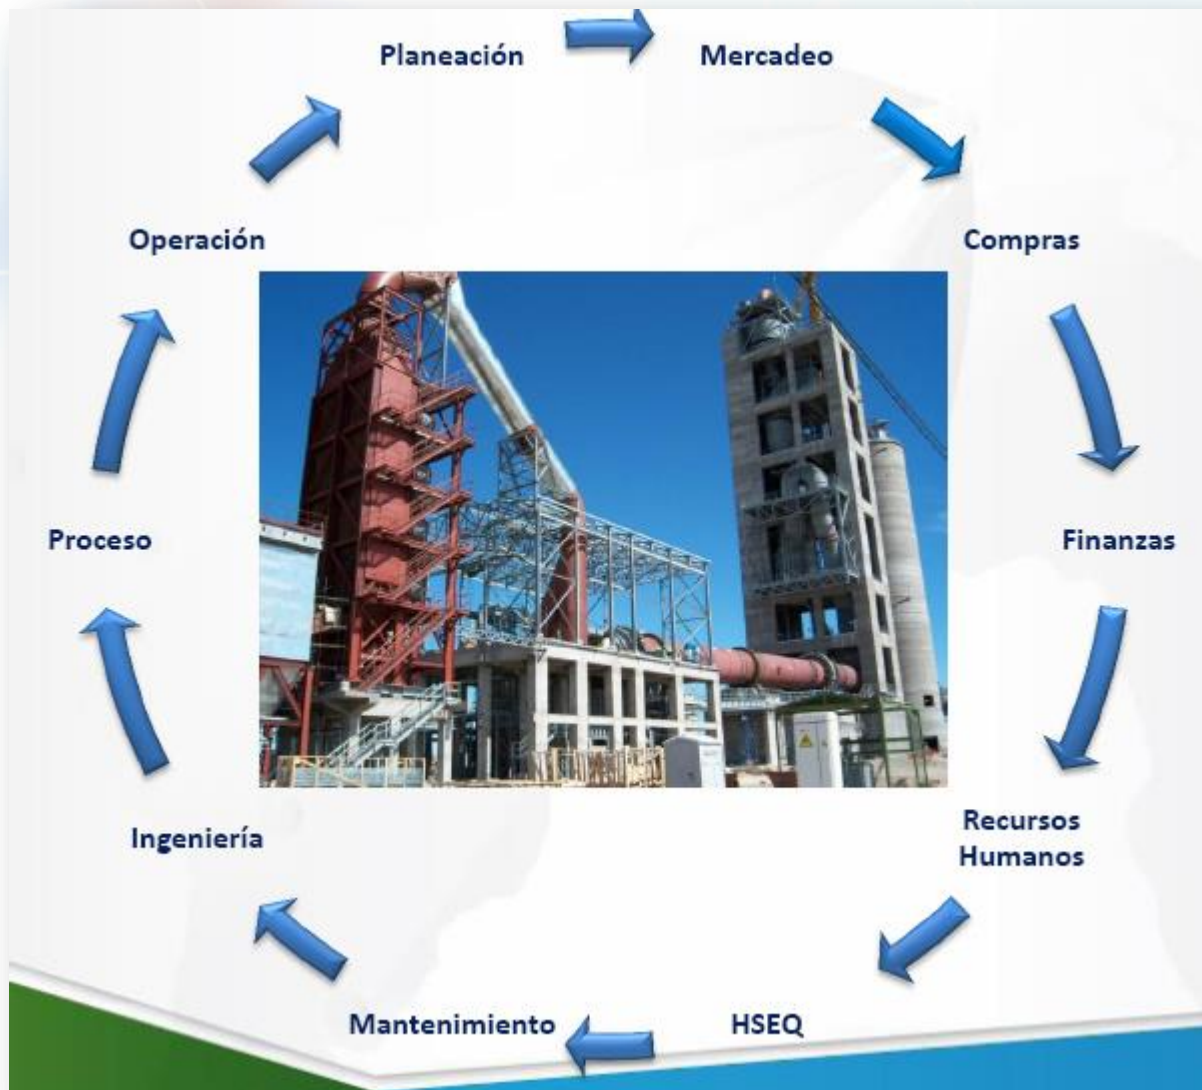 Planeación
Mercadeo
Compras
Finanzas
Recursos
Humanos
HSEQ
Mantenimiento
Ingeniería
Proceso
Operación